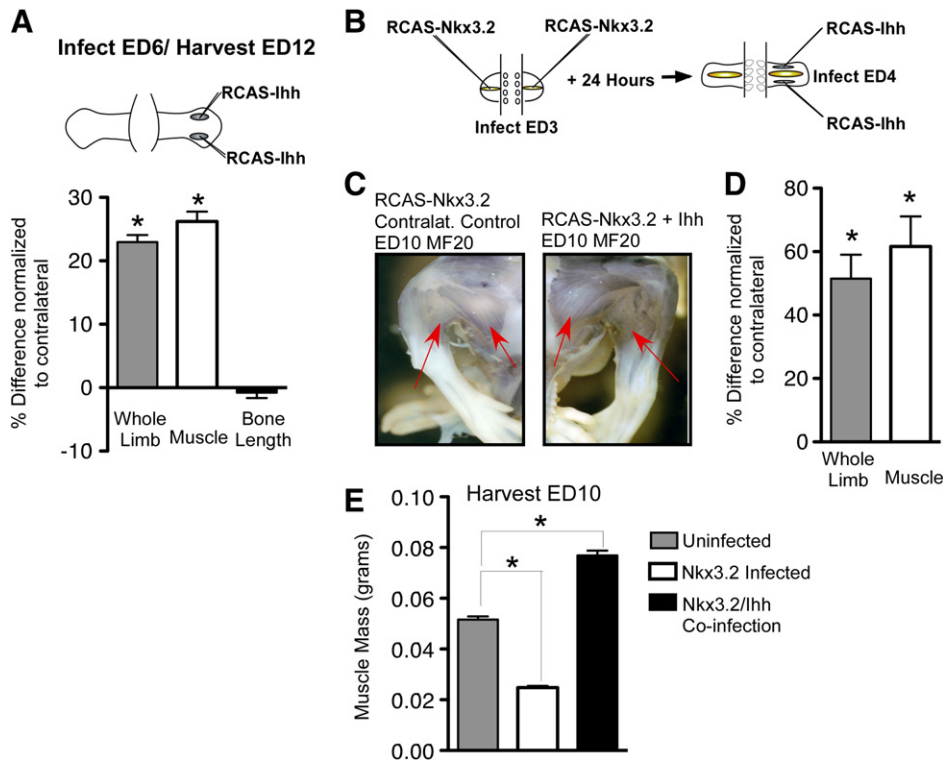 A
Infect ED6/ Harvest ED12
RCAS-Ihh
RCAS-Ihh
% Difference normalized
to contralateral
30
20
10
0
-10
*
*
Whole
Limb
Muscle
Bone
Length
B
RCAS-Nkx3.2
RCAS-Nkx3.2
+ 24 Hours
Infect ED3
RCAS-Ihh
Infect ED4
RCAS-Ihh
C
RCAS-Nkx3.2
Contralat. Control
ED10 MF20
RCAS-Nkx3.2 + Ihh
ED10 MF20
D
% Difference normalized
to contralateral
80
60
40
20
0
*
*
Whole
Limb
Muscle
E
Harvest ED10
Muscle Mass (grams)
0.10
0.08
0.06
0.04
0.02
0.00
*
*
Uninfected
Nkx3.2 Infected
Nkx3.2/Ihh
Co-infection